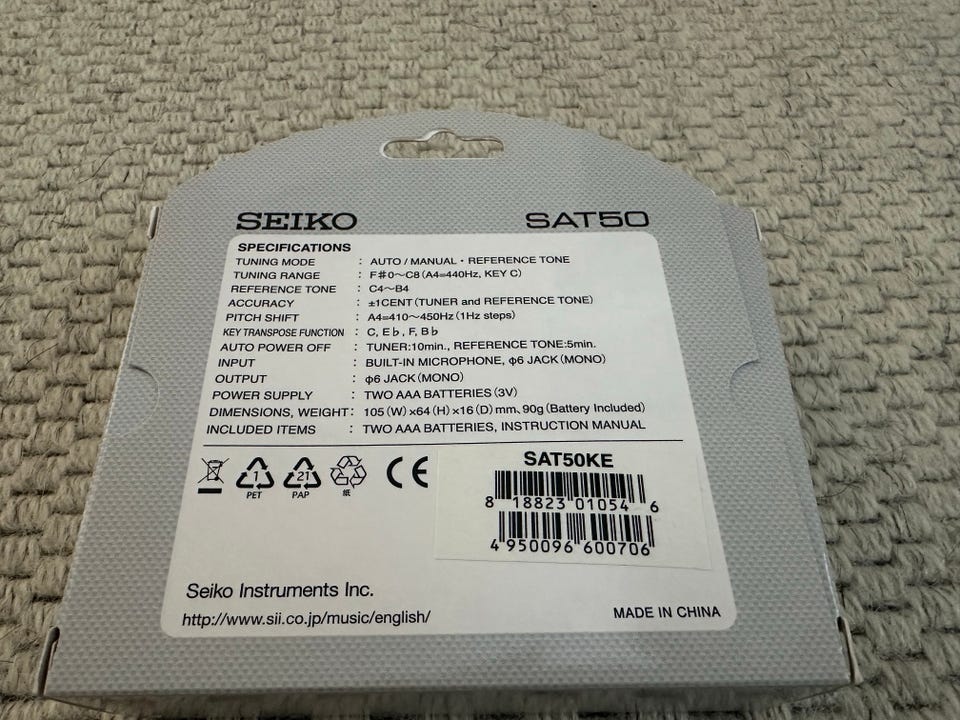 SEIKO SAT50
SPECIFICATIONS
TUNING MODE : AUTO / MANUAL・REFERENCE TONE
TUNING RANGE : F♯0～C8 (A4=440Hz, KEY C)
REFERENCE TONE : C4～B4
ACCURACY : ±1CENT (TUNER and REFERENCE TONE)
PITCH SHIFT : A4=410～450Hz (1Hz steps)
KEY TRANSPOSE FUNCTION : C, E♭, F, B♭
AUTO POWER OFF : TUNER:10min., REFERENCE TONE:5min.
INPUT : BUILT-IN MICROPHONE, φ6 JACK (MONO)
OUTPUT : φ6 JACK (MONO)
POWER SUPPLY : TWO AAA BATTERIES (3V)
DIMENSIONS, WEIGHT : 105 (W) ×64 (H) ×16 (D) mm, 90g (Battery Included)
INCLUDED ITEMS : TWO AAA BATTERIES, INSTRUCTION MANUAL
1 21 CE
PET PAP 紙
SAT50KE
8 18823 01054 6
4 950096 600706
Seiko Instruments Inc.
http://www.sii.co.jp/music/english/
MADE IN CHINA